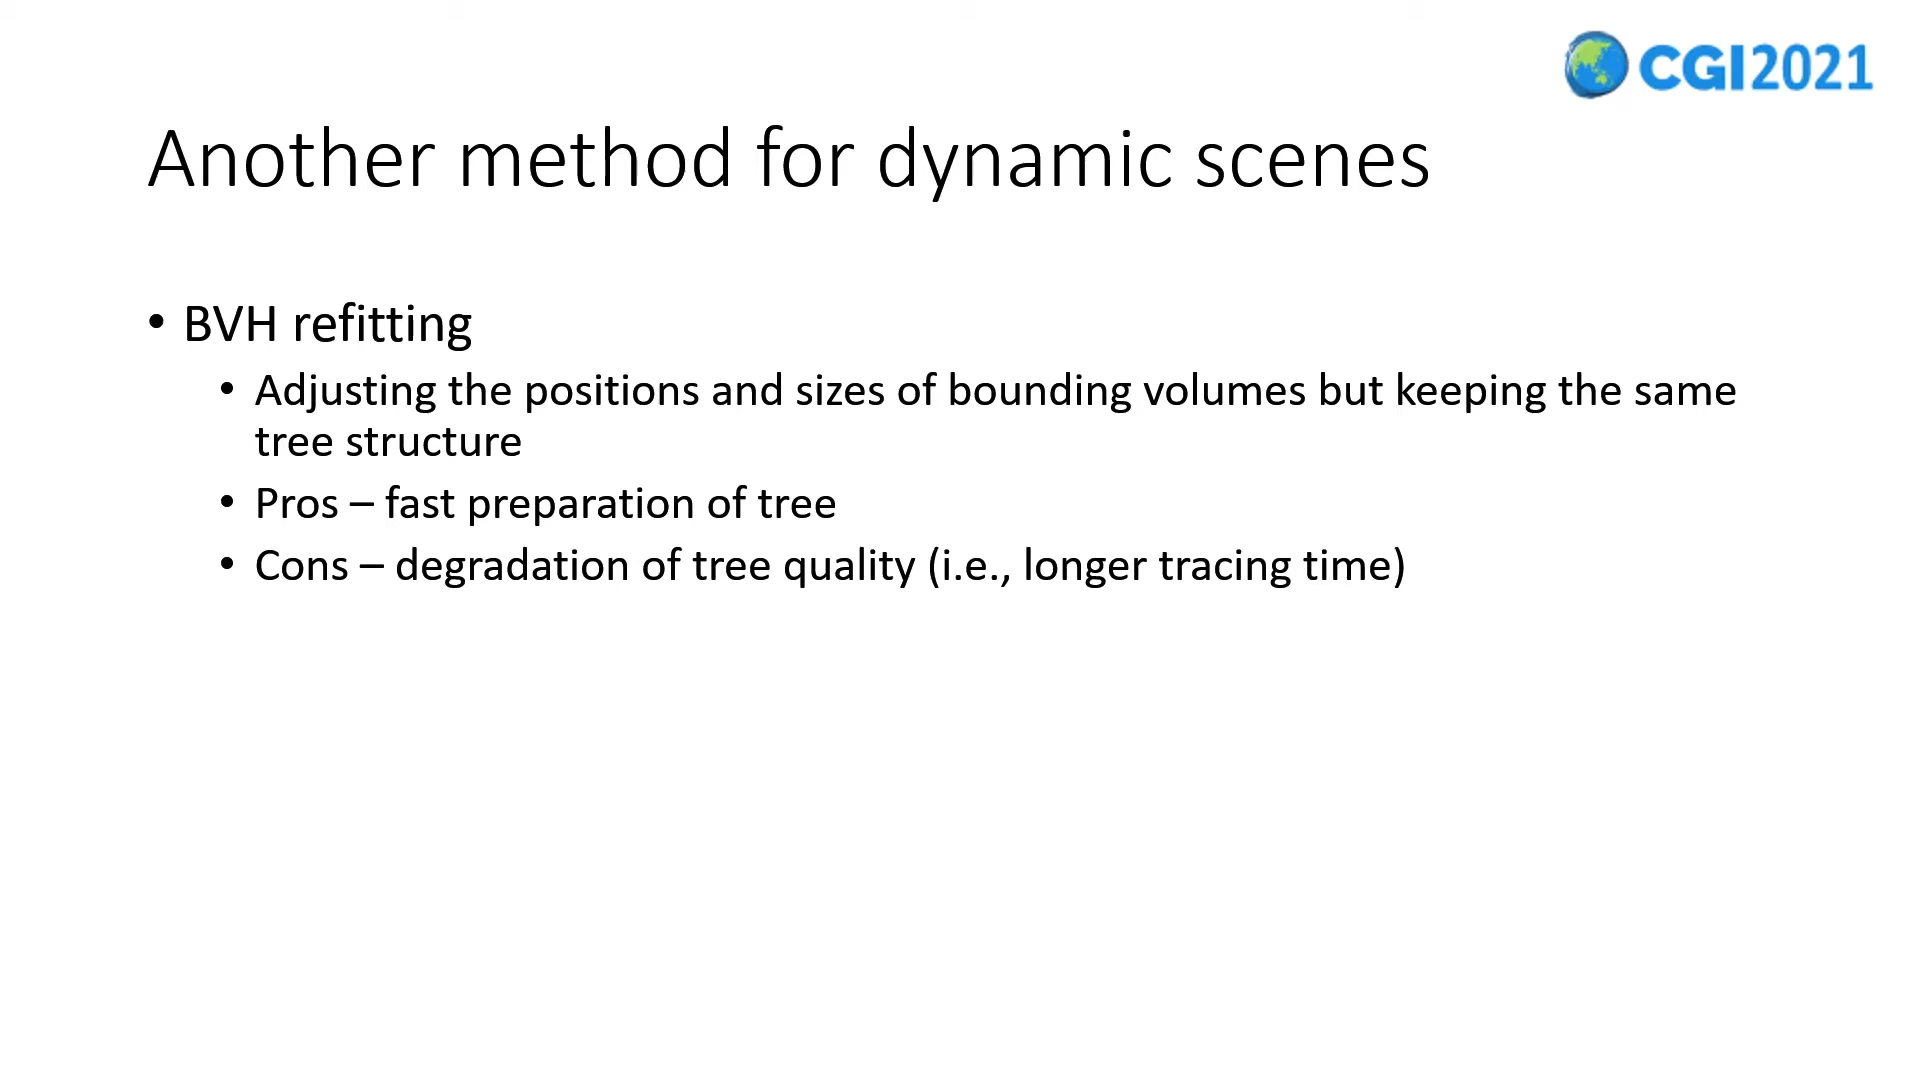 CGI2021
Another method for dynamic scenes
• BVH refitting
• Adjusting the positions and sizes of bounding volumes but keeping the same
tree structure
• Pros – fast preparation of tree
• Cons – degradation of tree quality (i.e., longer tracing time)